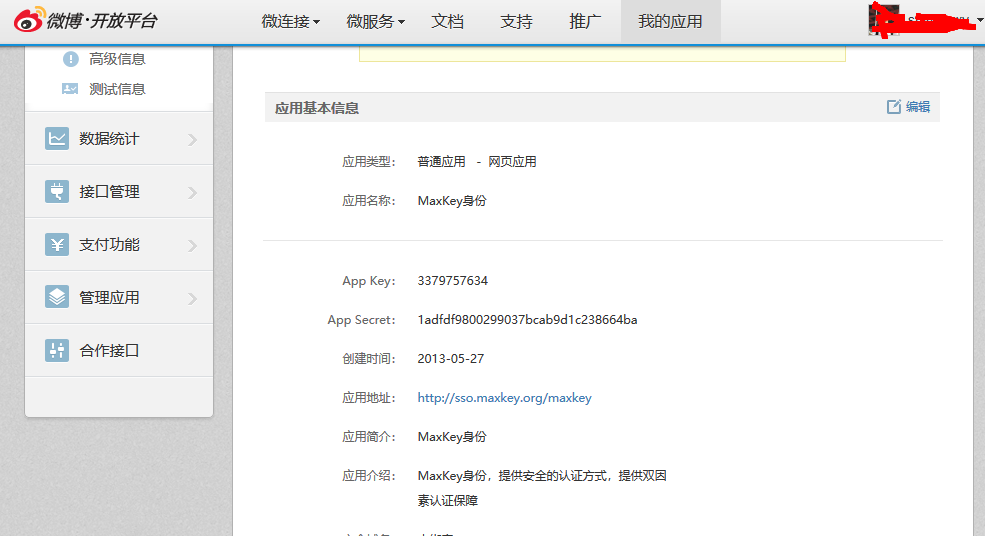 微博·开放平台
微连接 微服务 文档 支持 推广 我的应用
高级信息
测试信息
数据统计
接口管理
支付功能
管理应用
合作接口
应用基本信息 编辑
应用类型： 普通应用 - 网页应用
应用名称： MaxKey身份
App Key： 3379757634
App Secret： 1adfdf9800299037bcab9d1c238664ba
创建时间： 2013-05-27
应用地址： http://sso.maxkey.org/maxkey
应用简介： MaxKey身份
应用介绍： MaxKey身份，提供安全的认证方式，提供双因
素认证保障